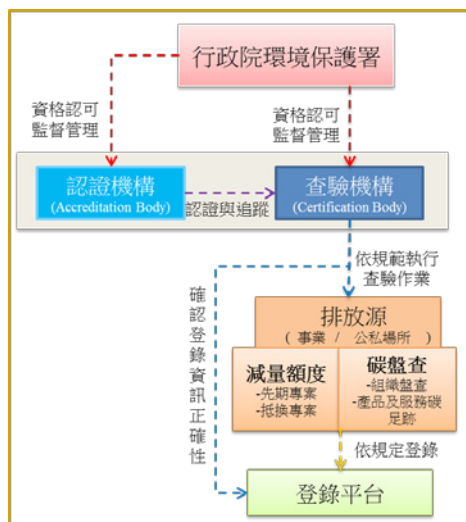 行政院環境保護署
資格認可
監督管理
資格認可
監督管理
認證機構
(Accreditation Body)
認證與追蹤
查驗機構
(Certification Body)
依規範執行
查驗作業
確認登錄資訊正確性
排放源
( 事業 / 公私場所 )
減量額度
-先期專案
-抵換專案
碳盤查
-組織盤查
-產品及服務碳
足跡
依規定登錄
登錄平台